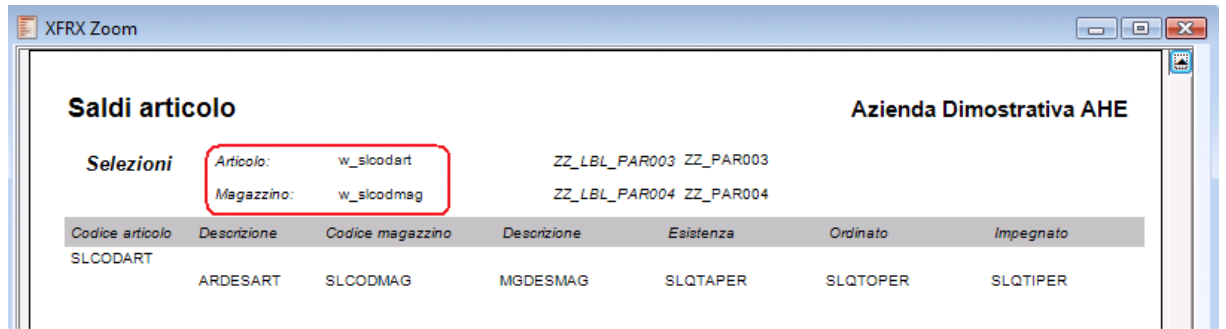 XFRX Zoom
Saldi articolo Azienda Dimostrativa AHE
Selezioni Articolo: w_slcodart ZZ_LBL_PAR003 ZZ_PAR003
Magazzino: w_slcodmag ZZ_LBL_PAR004 ZZ_PAR004
Codice articolo Descrizione Codice magazzino Descrizione Esistenza Ordinato Impegnato
SLCODART
ARDESART SLCODMAG MGDESMAG SLQTAPER SLQTOPER SLQTIPER